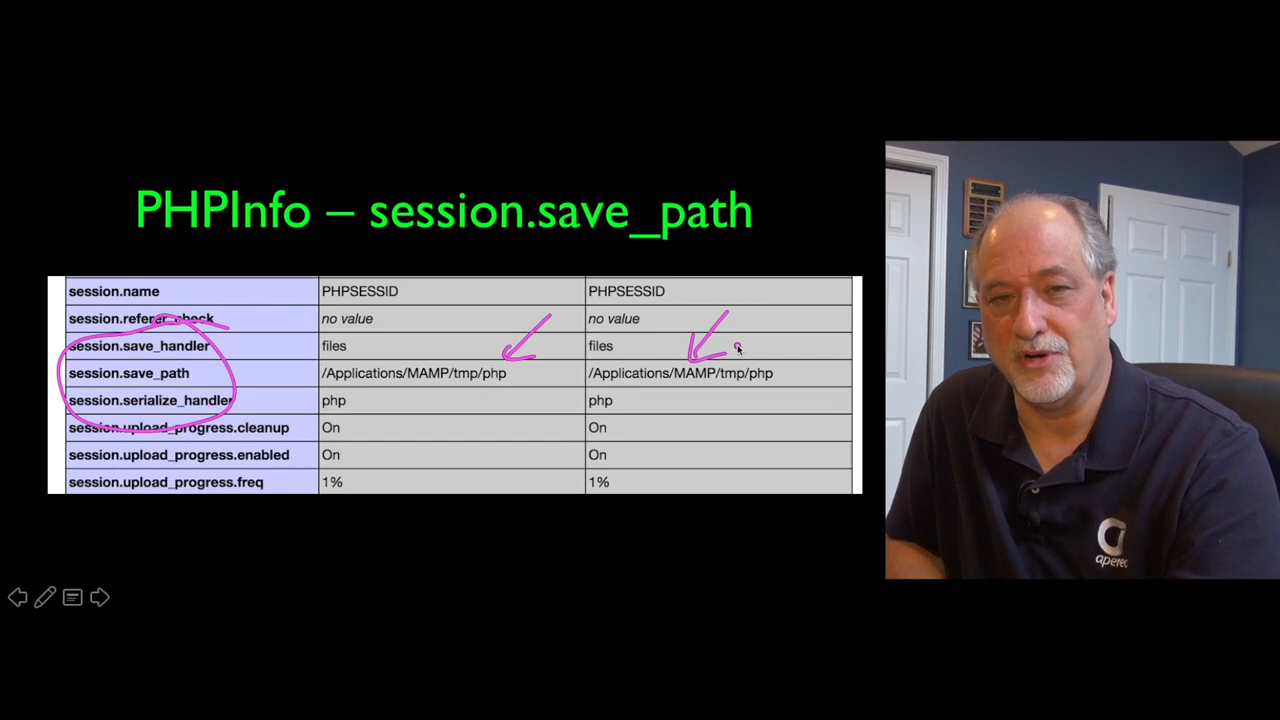 PHPInfo – session.save_path
session.name PHPSESSID PHPSESSID
session.referer_check no value no value
session.save_handler files files
session.save_path /Applications/MAMP/tmp/php /Applications/MAMP/tmp/php
session.serialize_handler php php
session.upload_progress.cleanup On On
session.upload_progress.enabled On On
session.upload_progress.freq 1% 1%